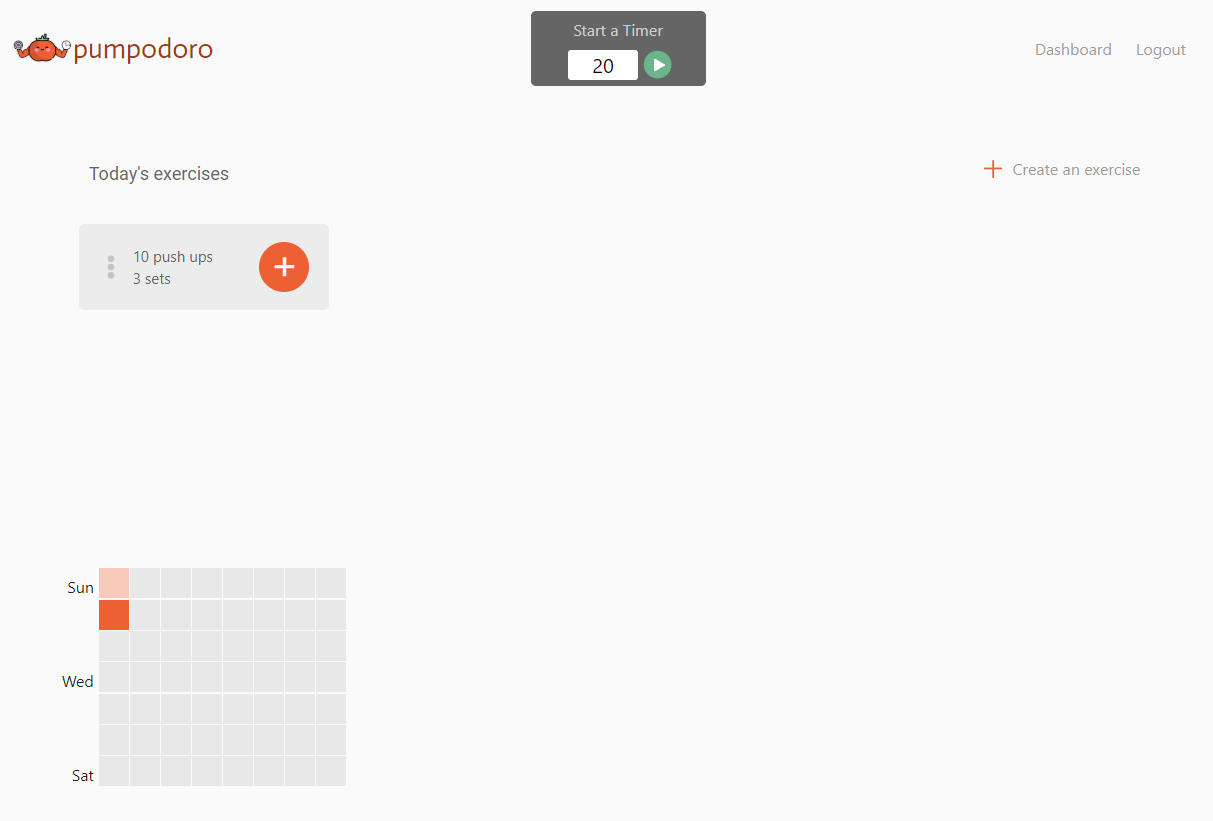 pumpodoro
Start a Timer
20
Dashboard
Logout
Today's exercises
Create an exercise
10 push ups
3 sets
Sun
Wed
Sat